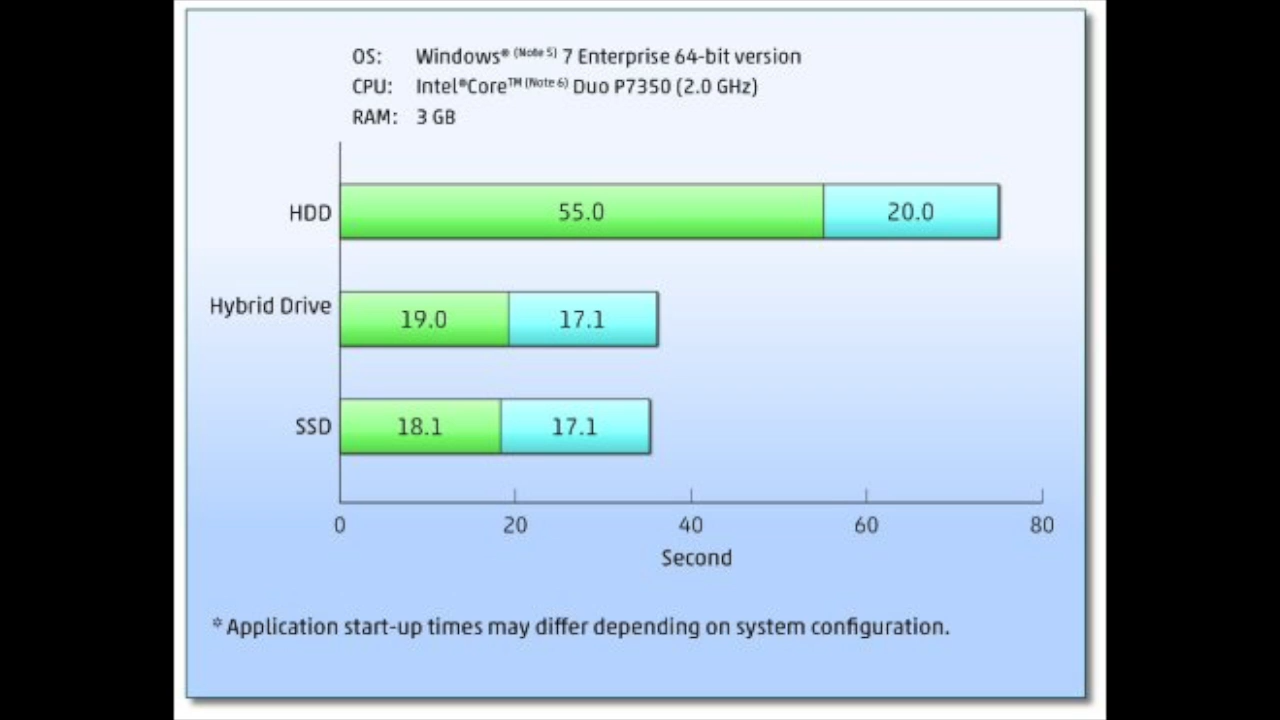 OS: Windows® (Note 5) 7 Enterprise 64-bit version
CPU: Intel®Core™ (Note 6) Duo P7350 (2.0 GHz)
RAM: 3 GB
HDD 55.0 20.0
Hybrid Drive 19.0 17.1
SSD 18.1 17.1
0 20 40 60 80
Second
* Application start-up times may differ depending on system configuration.